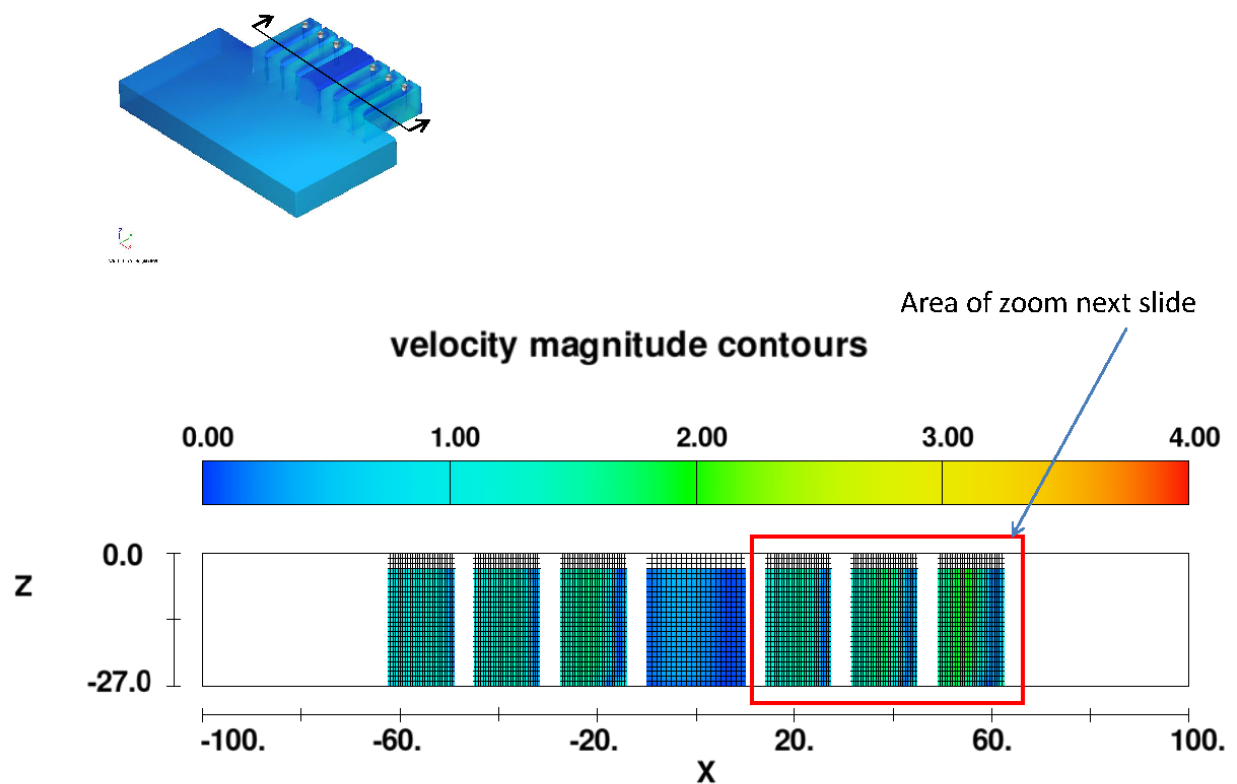 Z
Area of zoom next slide
velocity magnitude contours
0.00 1.00 2.00 3.00 4.00
0.0
Z
-27.0
-100. -60. -20. 20. 60. 100.
X